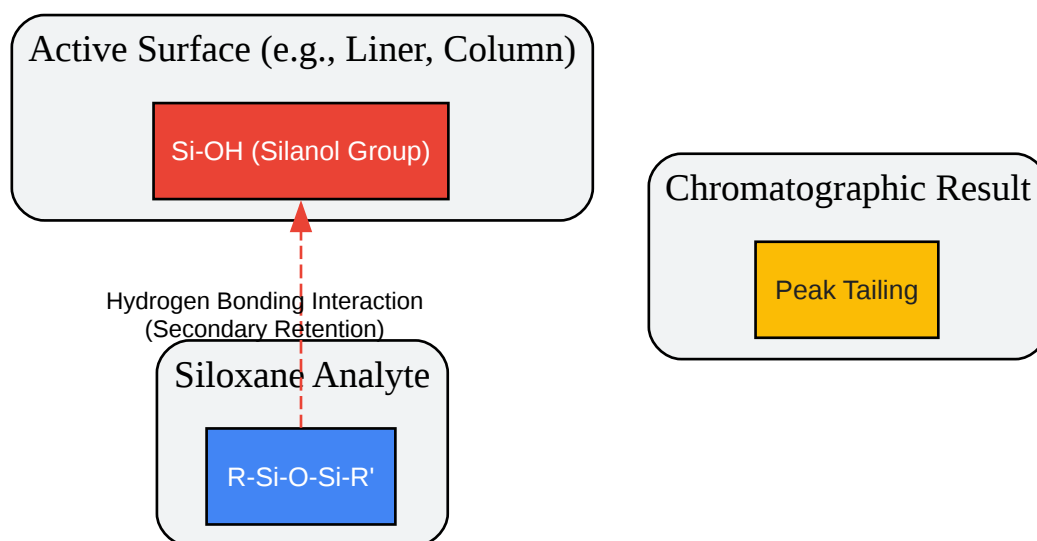 Active Surface (e.g., Liner, Column)
Si-OH (Silanol Group)
Hydrogen Bonding Interaction
(Secondary Retention)
Siloxane Analyte
R-Si-O-Si-R'
Chromatographic Result
Peak Tailing